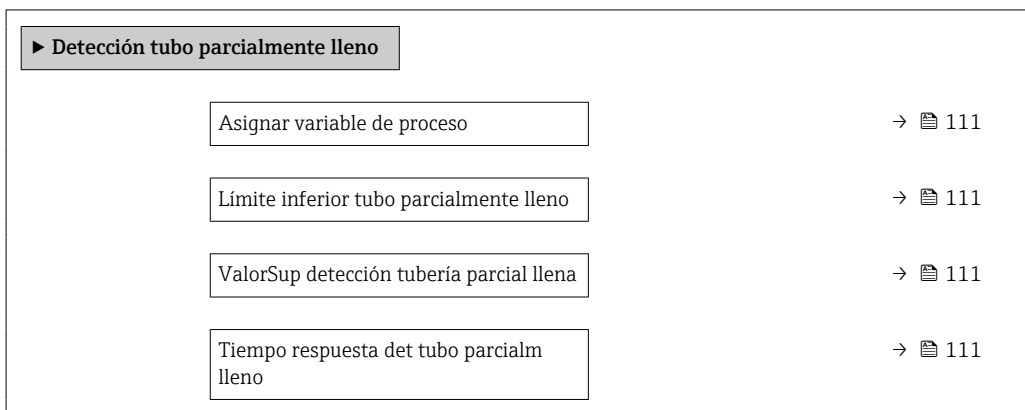 ▶ Detección tubo parcialmente lleno
Asignar variable de proceso → 111
Límite inferior tubo parcialmente lleno → 111
ValorSup detección tubería parcial llena → 111
Tiempo respuesta det tubo parcialm → 111
lleno